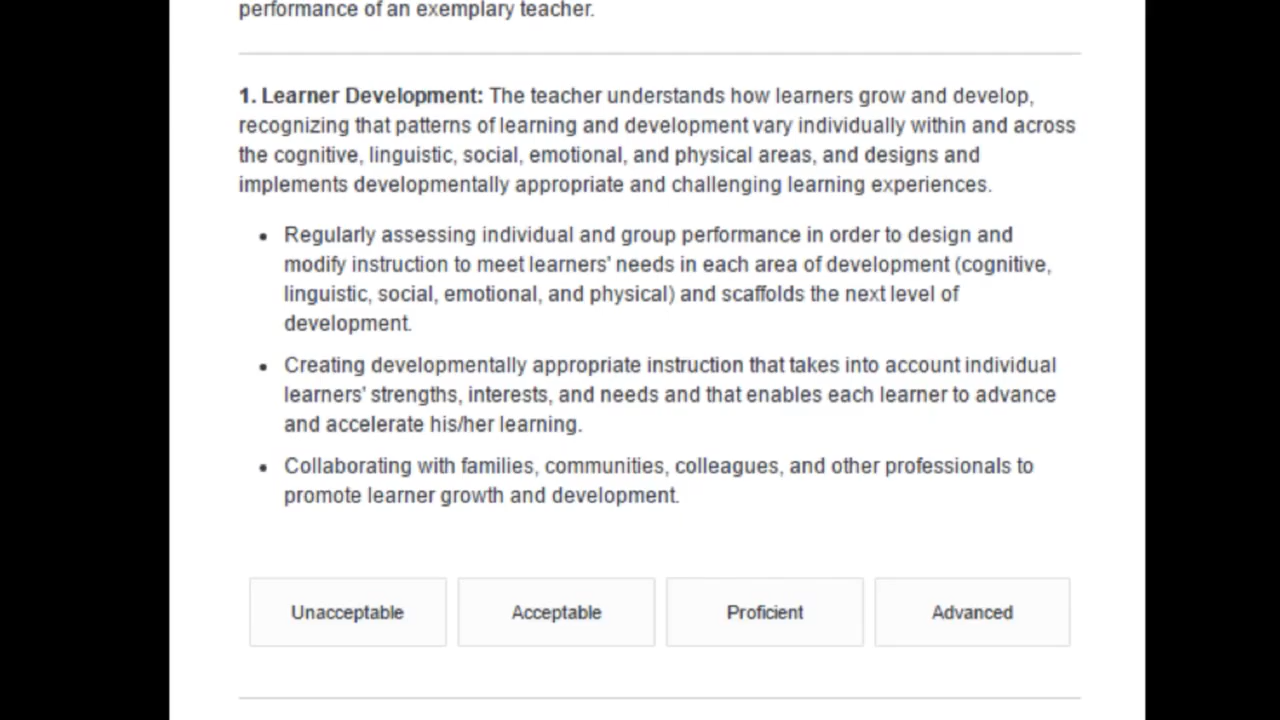 performance of an exemplary teacher.
1. Learner Development: The teacher understands how learners grow and develop,
recognizing that patterns of learning and development vary individually within and across
the cognitive, linguistic, social, emotional, and physical areas, and designs and
implements developmentally appropriate and challenging learning experiences.
• Regularly assessing individual and group performance in order to design and
modify instruction to meet learners' needs in each area of development (cognitive,
linguistic, social, emotional, and physical) and scaffolds the next level of
development.
• Creating developmentally appropriate instruction that takes into account individual
learners' strengths, interests, and needs and that enables each learner to advance
and accelerate his/her learning.
• Collaborating with families, communities, colleagues, and other professionals to
promote learner growth and development.
Unacceptable Acceptable Proficient Advanced